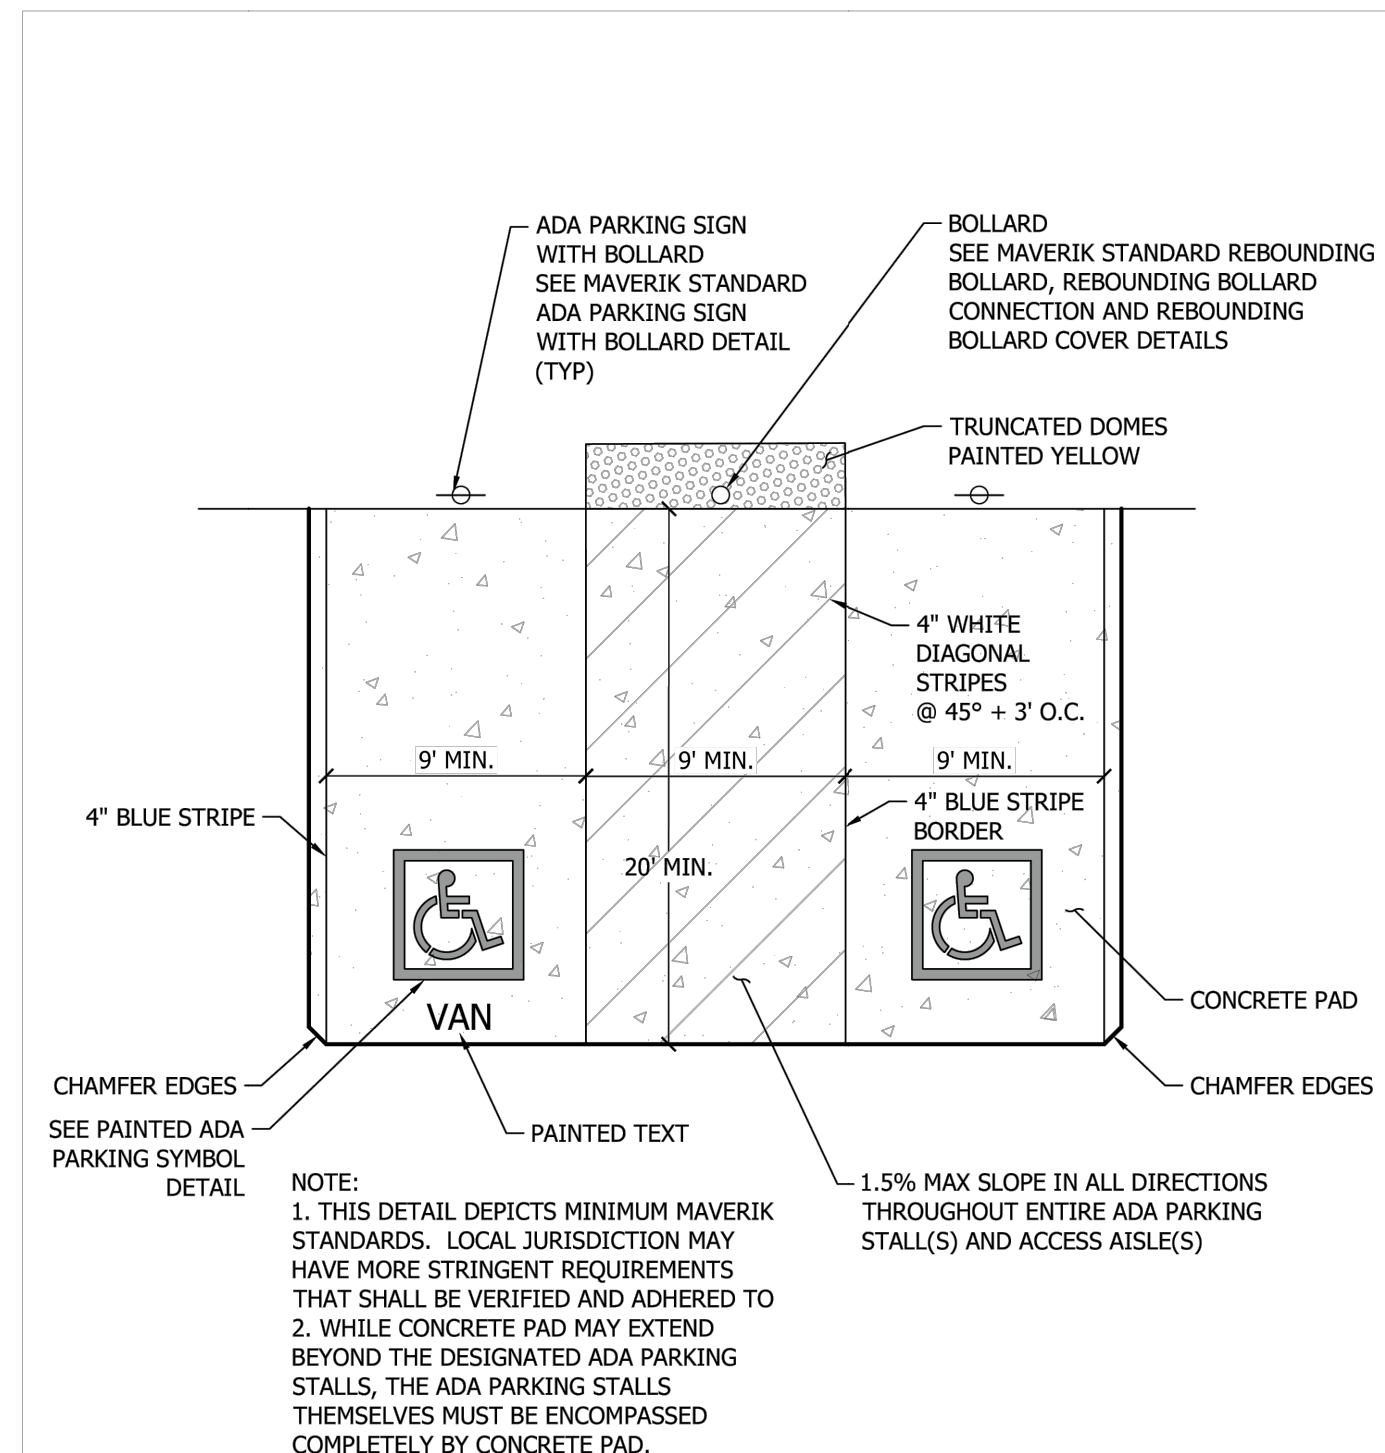 ADA PARKING SIGN
WITH BOLLARD
SEE MAVERIK STANDARD
ADA PARKING SIGN
WITH BOLLARD DETAIL
(TYP)
BOLLARD
SEE MAVERIK STANDARD REBOUNDING
BOLLARD, REBOUNDING BOLLARD
CONNECTION AND REBOUNDING
BOLLARD COVER DETAILS
TRUNCATED DOMES
PAINTED YELLOW
4" WHITE
DIAGONAL
STRIPES
@ 45° + 3' O.C.
9' MIN.
9' MIN.
9' MIN.
4" BLUE STRIPE
4" BLUE STRIPE
BORDER
20' MIN.
VAN
CONCRETE PAD
CHAMFER EDGES
CHAMFER EDGES
SEE PAINTED ADA
PARKING SYMBOL
DETAIL
PAINTED TEXT
1.5% MAX SLOPE IN ALL DIRECTIONS
THROUGHOUT ENTIRE ADA PARKING
STALL(S) AND ACCESS AISLE(S)
NOTE:
1. THIS DETAIL DEPICTS MINIMUM MAVERIK
STANDARDS. LOCAL JURISDICTION MAY
HAVE MORE STRINGENT REQUIREMENTS
THAT SHALL BE VERIFIED AND ADHERED TO
2. WHILE CONCRETE PAD MAY EXTEND
BEYOND THE DESIGNATED ADA PARKING
STALLS, THE ADA PARKING STALLS
THEMSELVES MUST BE ENCOMPASSED
COMPLETELY BY CONCRETE PAD.